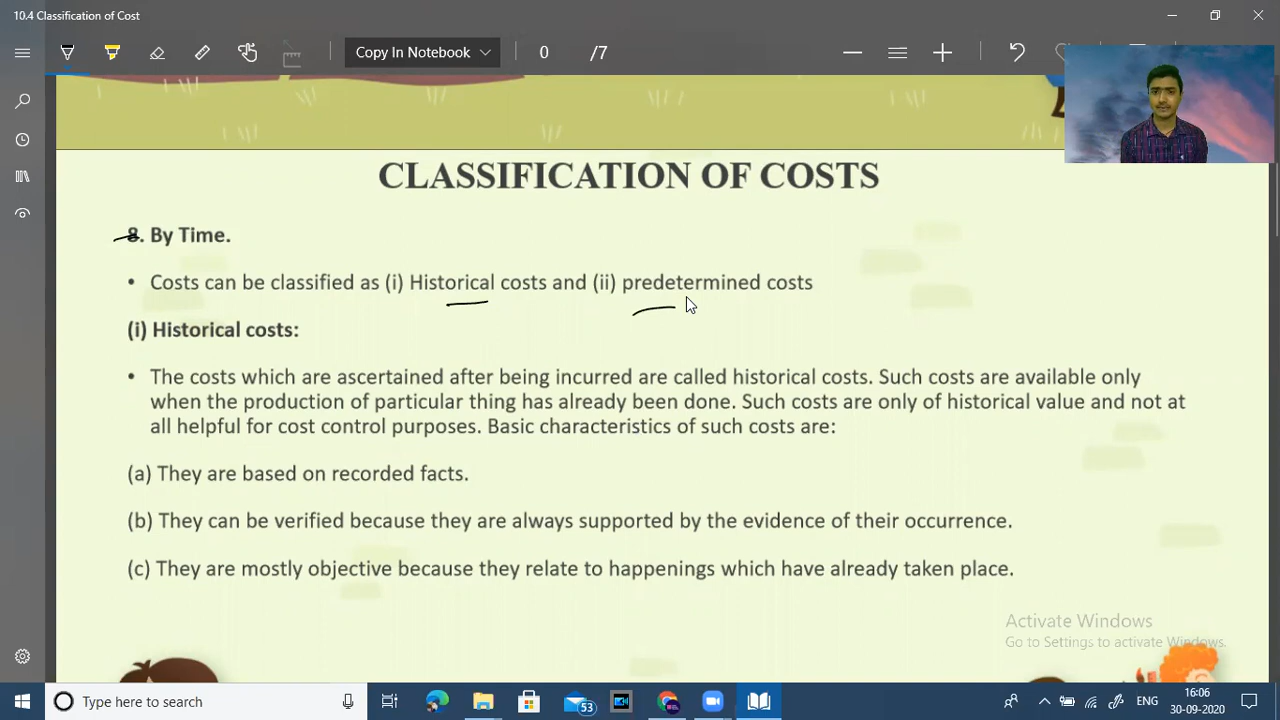 10.4 Classification of Cost
Copy In Notebook
0 /7
CLASSIFICATION OF COSTS
8. By Time.
• Costs can be classified as (i) Historical costs and (ii) predetermined costs
(i) Historical costs:
• The costs which are ascertained after being incurred are called historical costs. Such costs are available only
when the production of particular thing has already been done. Such costs are only of historical value and not at
all helpful for cost control purposes. Basic characteristics of such costs are:
(a) They are based on recorded facts.
(b) They can be verified because they are always supported by the evidence of their occurrence.
(c) They are mostly objective because they relate to happenings which have already taken place.
Activate Windows
Go to Settings to activate Windows.
Type here to search
53
ENG
16:06
30-09-2020